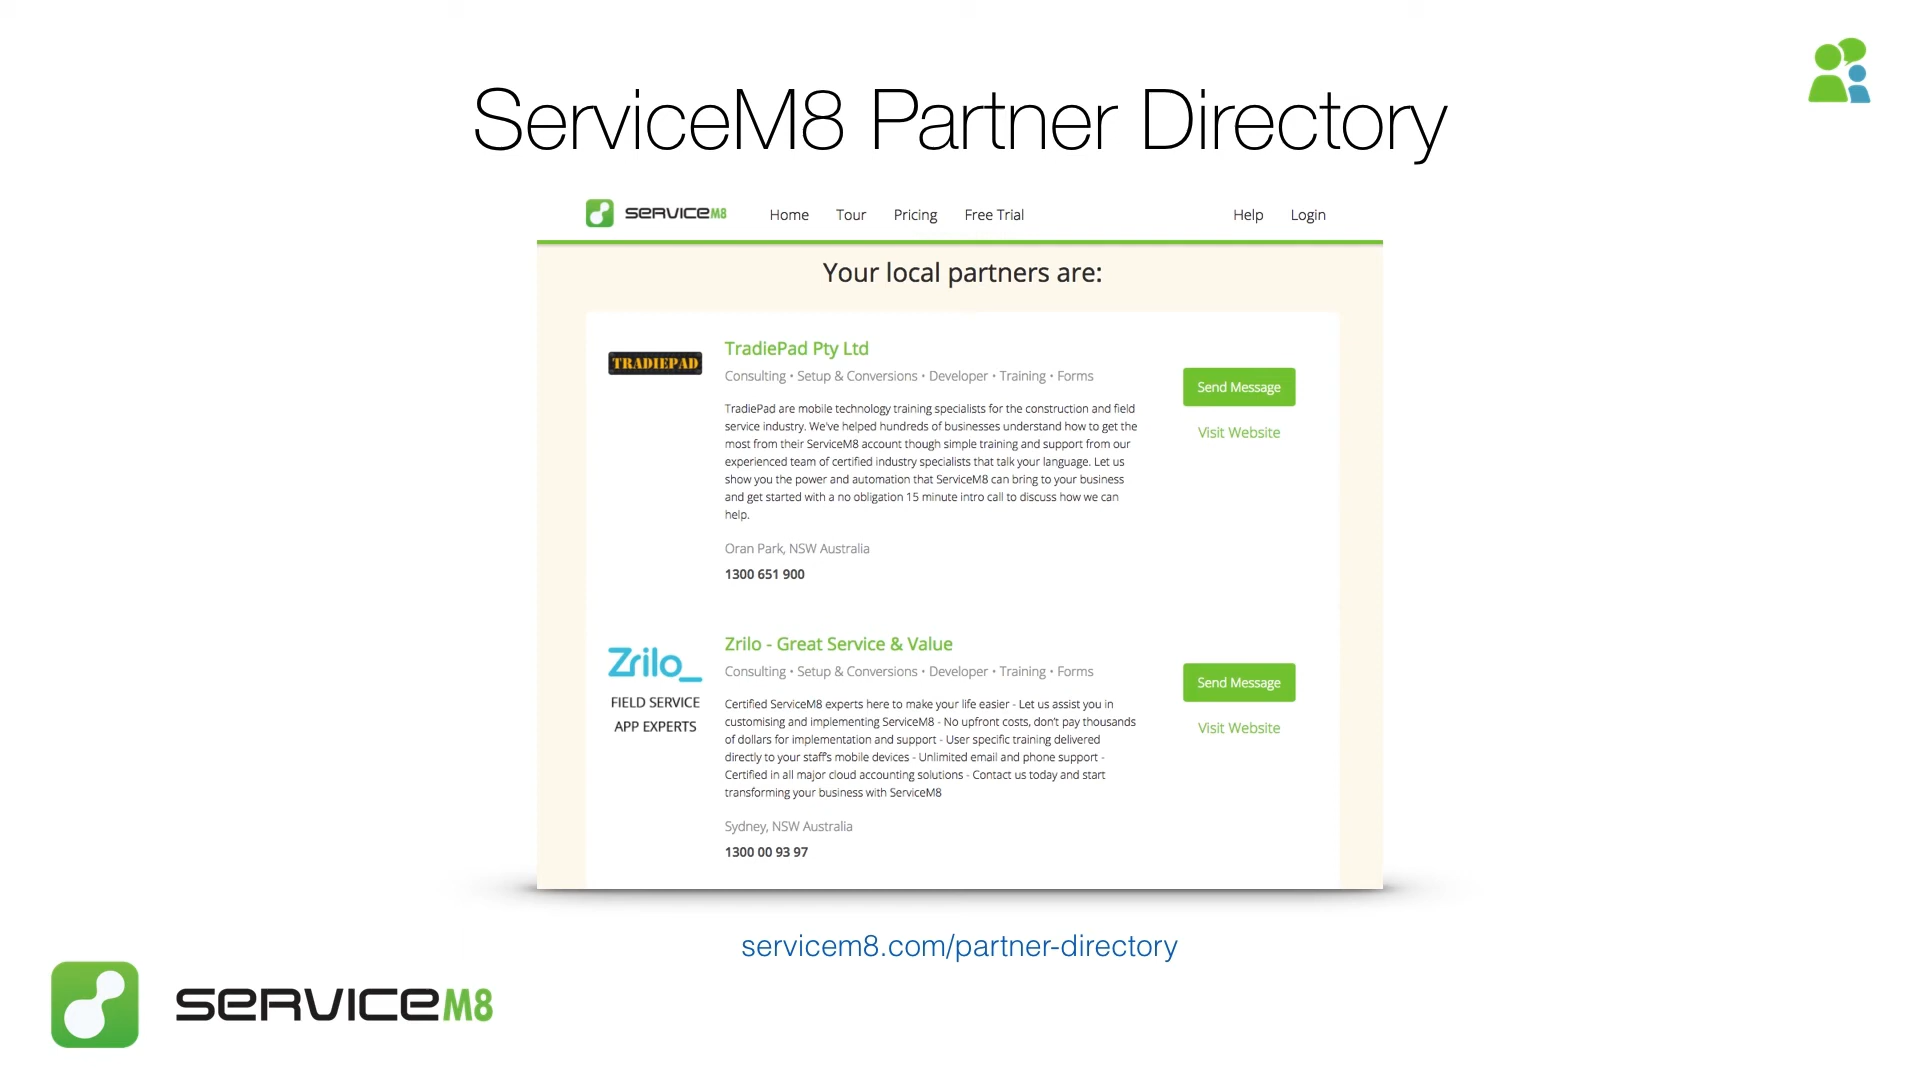 ServiceM8 Partner Directory
SERVICEM8 Home Tour Pricing Free Trial Help Login
Your local partners are:
TRADIEPAD
TradiePad Pty Ltd
Consulting • Setup & Conversions • Developer • Training • Forms
TradiePad are mobile technology training specialists for the construction and field
service industry. We've helped hundreds of businesses understand how to get the
most from their ServiceM8 account though simple training and support from our
experienced team of certified industry specialists that talk your language. Let us
show you the power and automation that ServiceM8 can bring to your business
and get started with a no obligation 15 minute intro call to discuss how we can
help.
Oran Park, NSW Australia
1300 651 900
Send Message
Visit Website
Zrilo_
FIELD SERVICE
APP EXPERTS
Zrilo - Great Service & Value
Consulting • Setup & Conversions • Developer • Training • Forms
Certified ServiceM8 experts here to make your life easier - Let us assist you in
customising and implementing ServiceM8 - No upfront costs, don't pay thousands
of dollars for implementation and support - User specific training delivered
directly to your staff's mobile devices - Unlimited email and phone support -
Certified in all major cloud accounting solutions - Contact us today and start
transforming your business with ServiceM8
Sydney, NSW Australia
1300 00 93 97
Send Message
Visit Website
servicem8.com/partner-directory
SERVICEM8